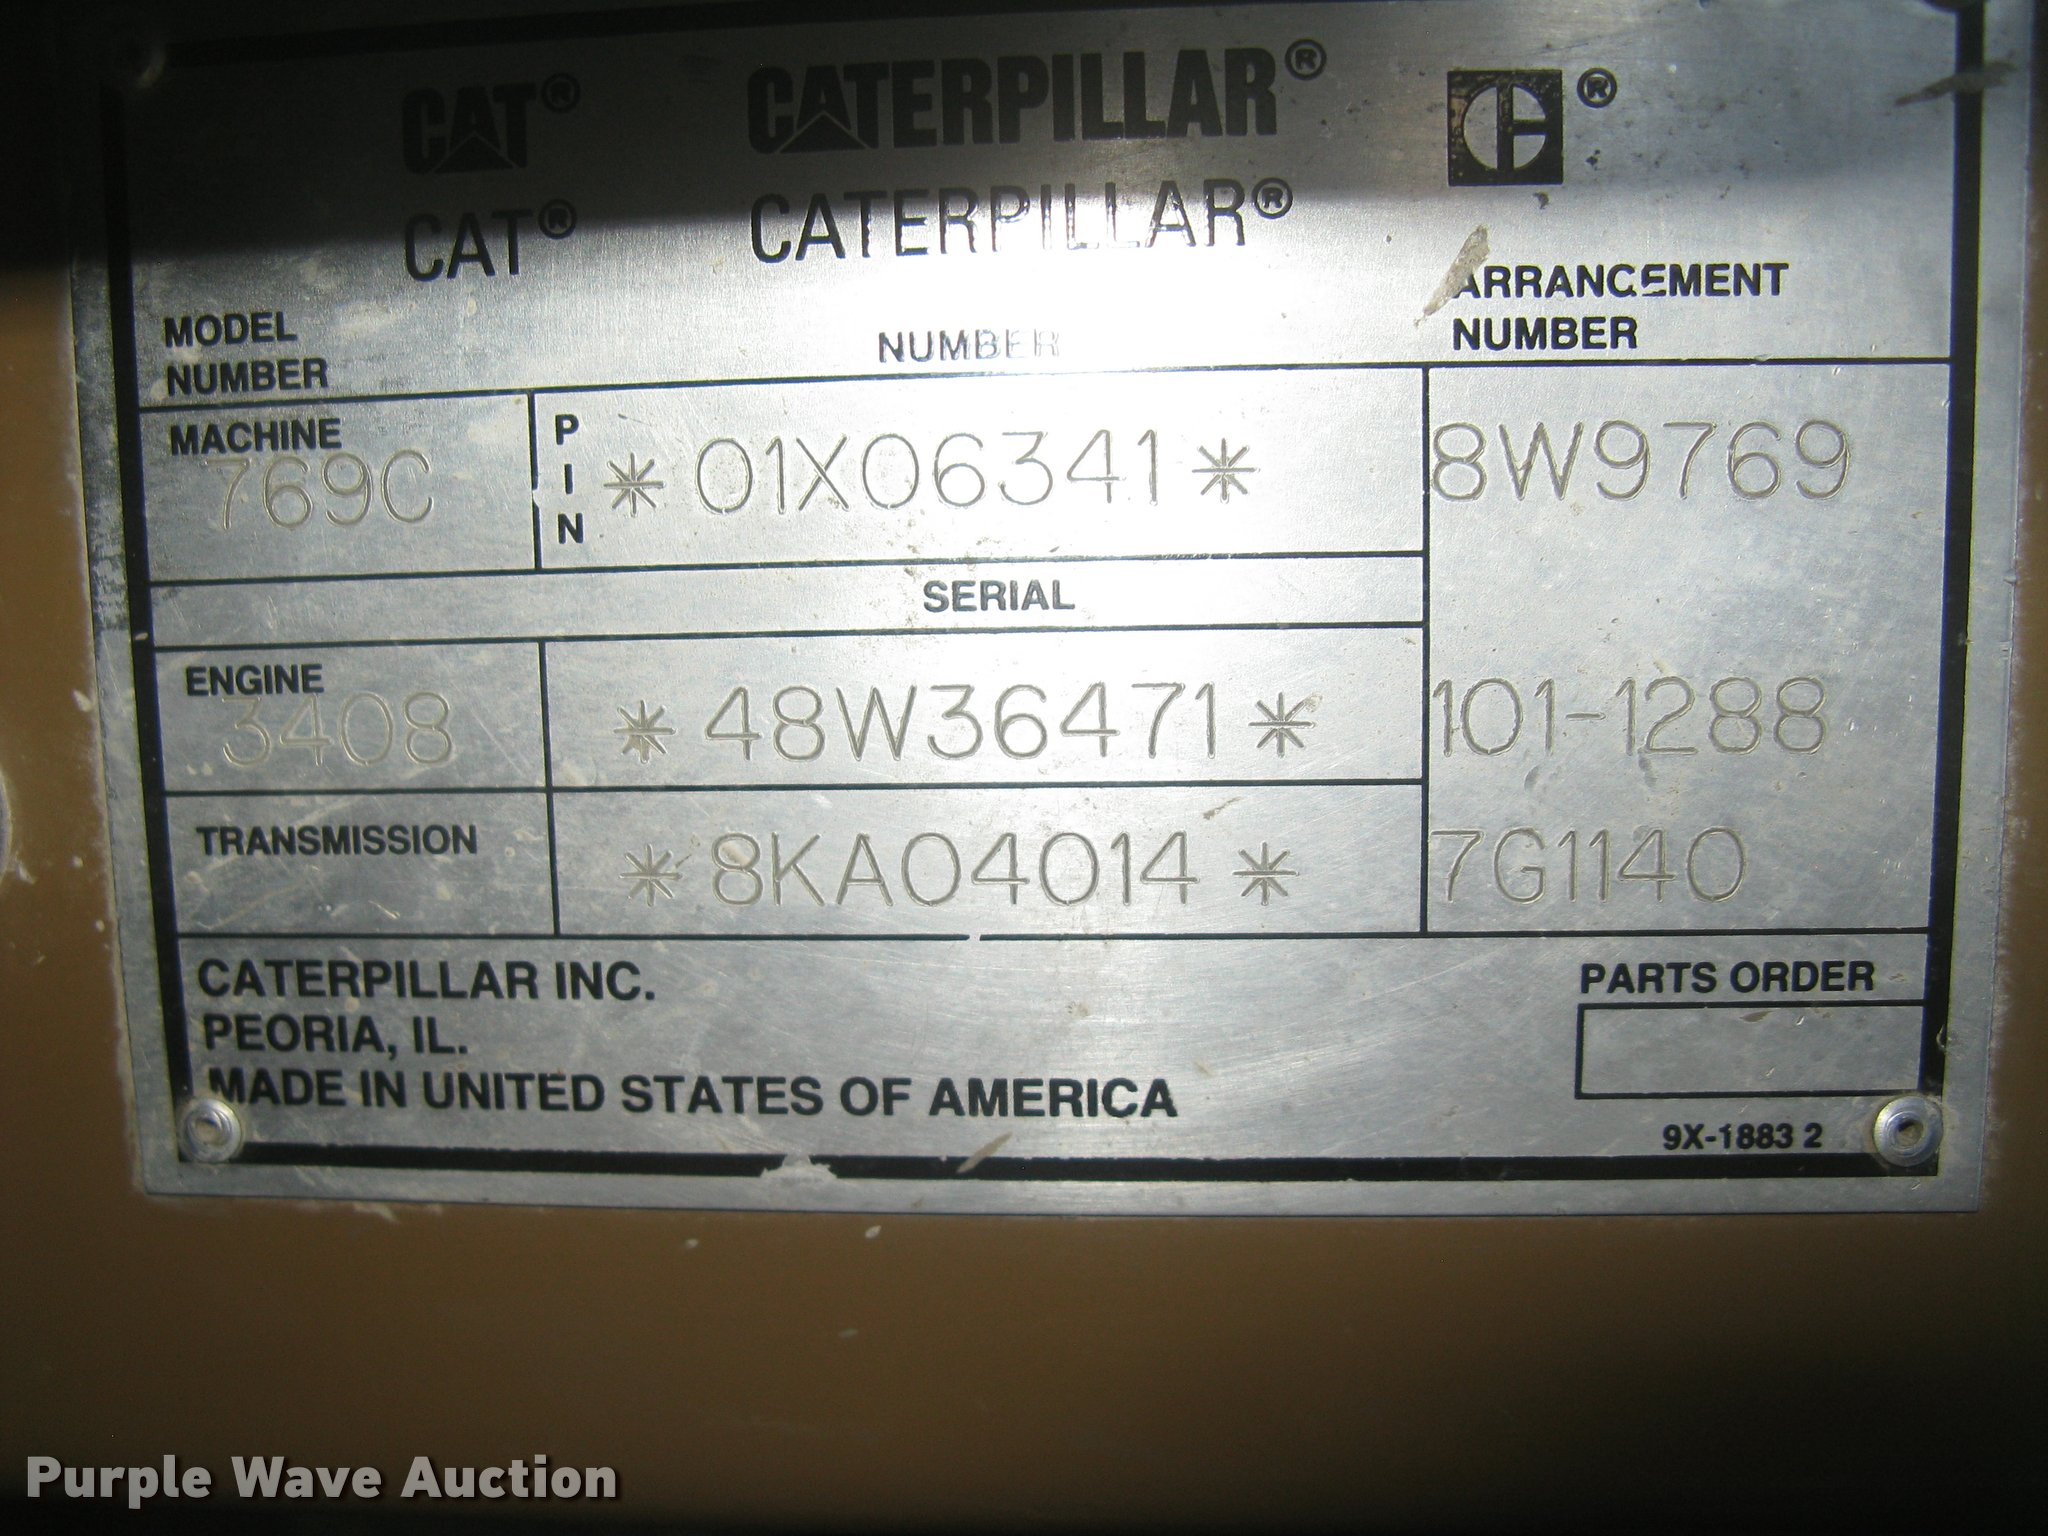 CAT® CATERPILLAR® ®
CAT® CATERPILLAR®
MODEL NUMBER
NUMBER
ARRANGEMENT NUMBER
MACHINE 769C
PIN *01X06341* 8W9769
SERIAL
ENGINE 3408 *48W36471* 101-1288
TRANSMISSION *8KA04014* 7G1140
CATERPILLAR INC.
PEORIA, IL.
MADE IN UNITED STATES OF AMERICA
PARTS ORDER
9X-1883 2
Purple Wave Auction